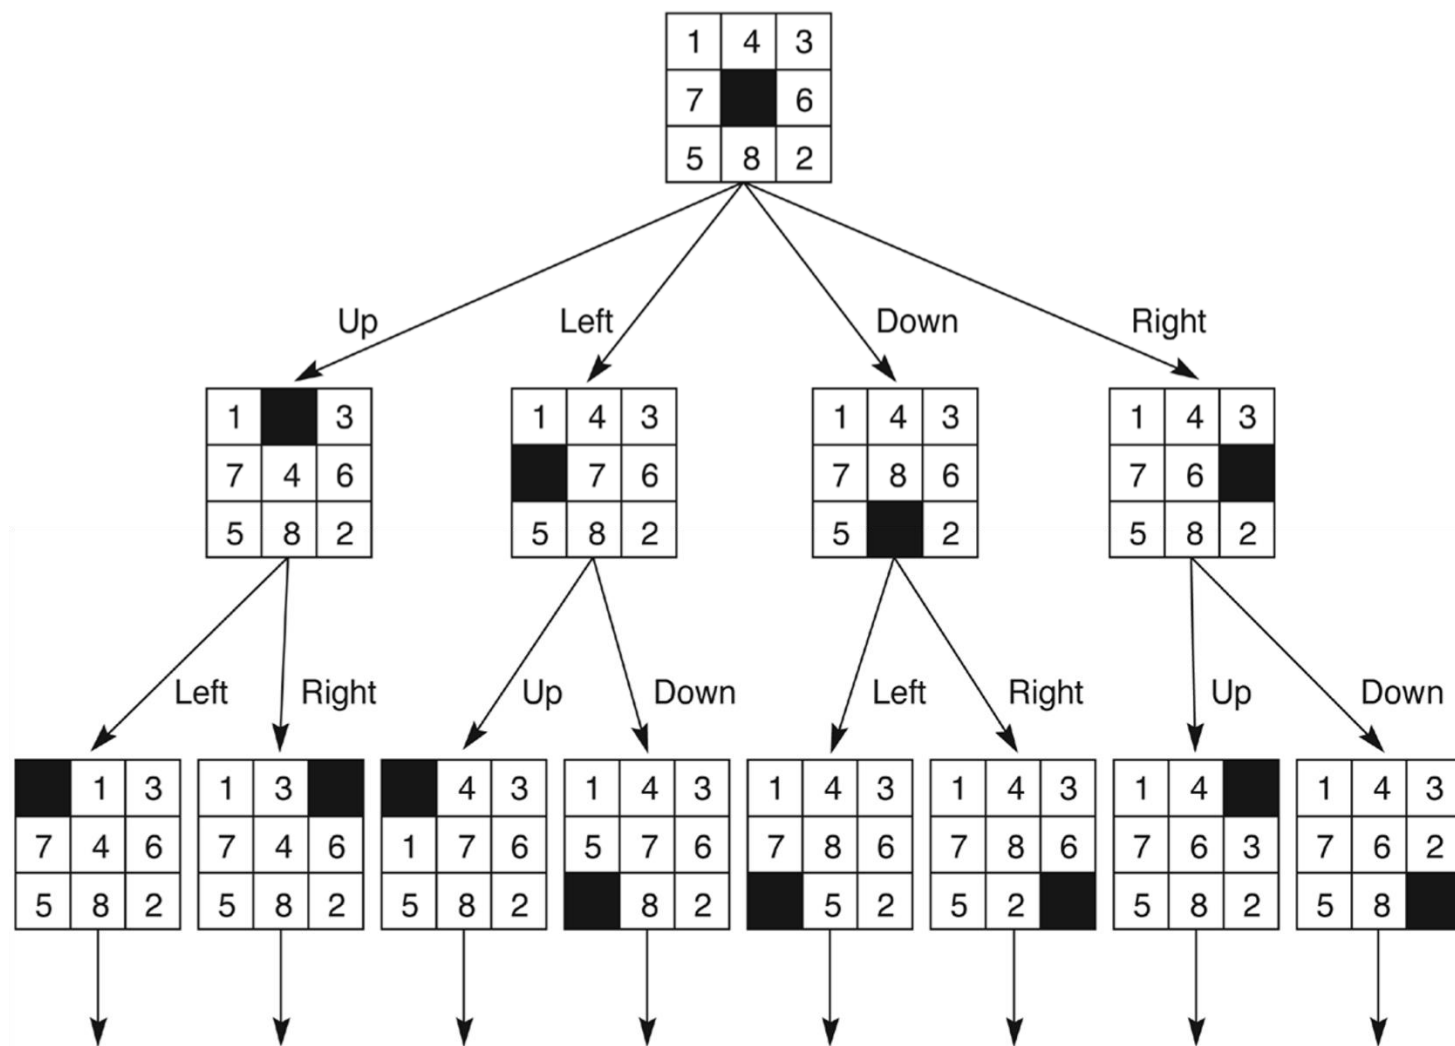 1 4 3
7 6
5 8 2
Up Left Down Right
1 3 1 4 3 1 4 3 1 4 3
7 4 6 7 6 7 8 6 7 6
5 8 2 5 8 2 5 2 5 8 2
Left Right Up Down Left Right Up Down
1 3 1 3 4 3 1 4 3 1 4 3 1 4 3 1 4 1 4 3
7 4 6 7 4 6 1 7 6 5 7 6 7 8 6 7 8 6 7 6 3 7 6 2
5 8 2 5 8 2 5 8 2 8 2 5 2 5 2 5 8 2 5 8